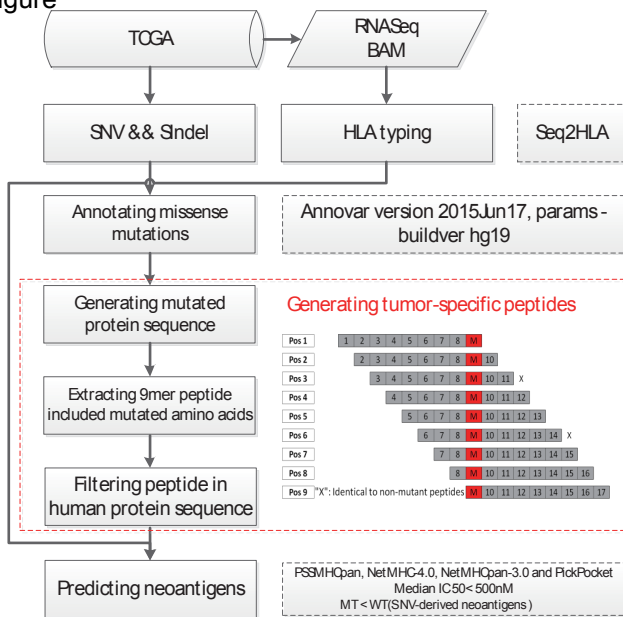 igure
TCGA
RNASeq
BAM
SNV && SIndel
HLA typing
Seq2HLA
Annotating missense
mutations
Annovar version 2015Jun17, params -
buildver hg19
Generating mutated
protein sequence
Generating tumor-specific peptides
Pos 1 1 2 3 4 5 6 7 8 M
Pos 2 2 3 4 5 6 7 8 M 10
Pos 3 3 4 5 6 7 8 M 10 11 X
Pos 4 4 5 6 7 8 M 10 11 12
Pos 5 5 6 7 8 M 10 11 12 13
Pos 6 6 7 8 M 10 11 12 13 14 X
Pos 7 7 8 M 10 11 12 13 14 15
Pos 8 8 M 10 11 12 13 14 15 16
Pos 9 "X": Identical to non-mutant peptides M 10 11 12 13 14 15 16 17
Extracting 9mer peptide
included mutated amino acids
Filtering peptide in
human protein sequence
Predicting neoantigens
PSSMHCpan, NetMHC-4.0, NetMHCpan-3.0 and PickPocket
Median IC50< 500nM
MT < WT(SNV-derived neoantigens )